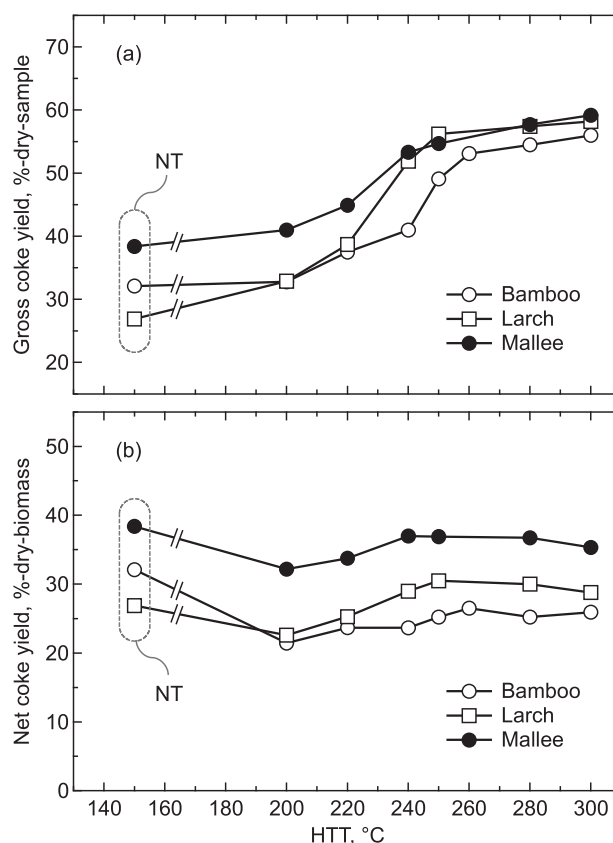 (a)
70
60
50
40
30
20
Gross coke yield, %-dry-sample
NT
Bamboo
Larch
Mallee
(b)
50
40
30
20
10
0
Net coke yield, %-dry-biomass
NT
Bamboo
Larch
Mallee
140 160 180 200 220 240 260 280 300
HTT, °C